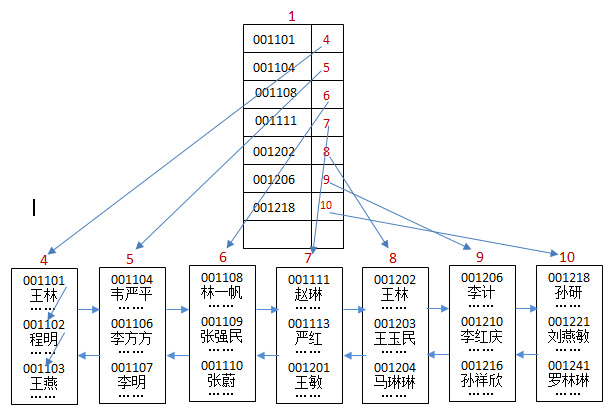 1
001101 4
001104 5
001108 6
001111 7
001202 8
001206 9
001218 10
4
001101
王林
……
001102
程明
……
001103
王燕
……
5
001104
韦严平
……
001106
李方方
……
001107
李明
……
6
001108
林一帆
……
001109
张强民
……
001110
张蔚
……
7
001111
赵琳
……
001113
严红
……
001201
王敏
……
8
001202
王林
……
001203
王玉民
……
001204
马琳琳
……
9
001206
李计
……
001210
李红庆
……
001216
孙祥欣
……
10
001218
孙研
……
001221
刘燕敏
……
001241
罗林琳
……